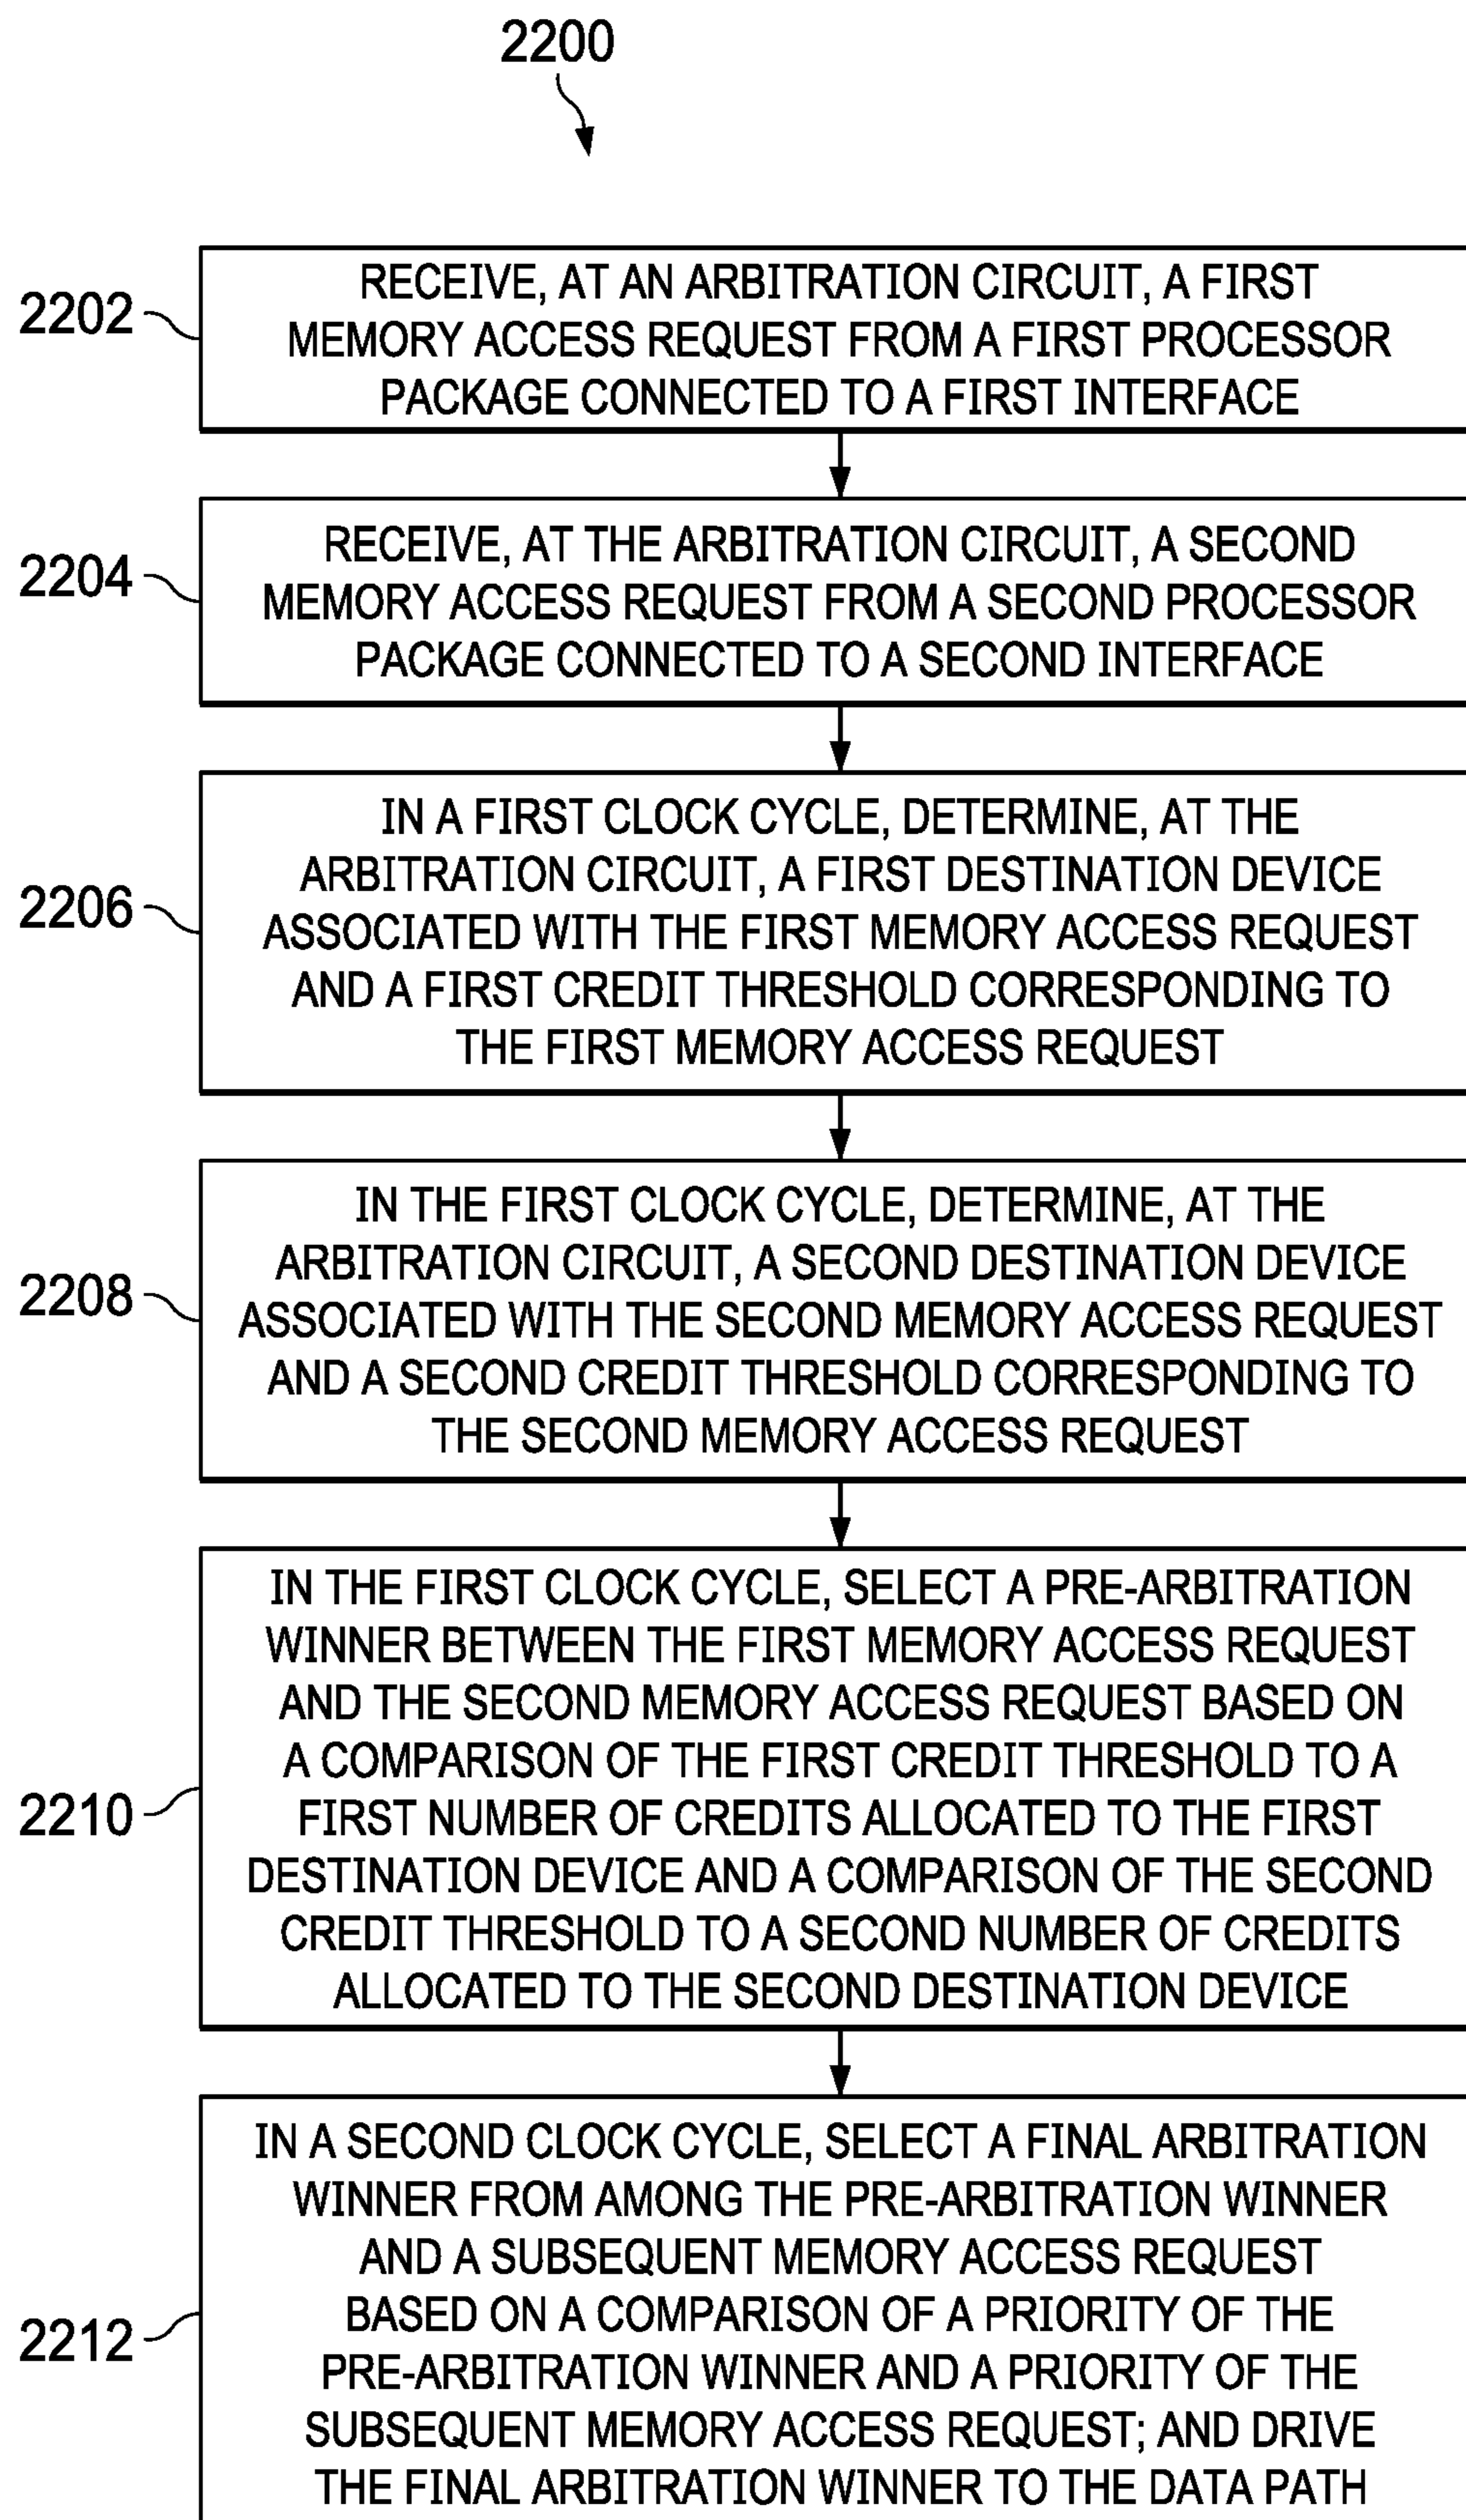 2200
2202
RECEIVE, AT AN ARBITRATION CIRCUIT, A FIRST
MEMORY ACCESS REQUEST FROM A FIRST PROCESSOR
PACKAGE CONNECTED TO A FIRST INTERFACE
2204
RECEIVE, AT THE ARBITRATION CIRCUIT, A SECOND
MEMORY ACCESS REQUEST FROM A SECOND PROCESSOR
PACKAGE CONNECTED TO A SECOND INTERFACE
2206
IN A FIRST CLOCK CYCLE, DETERMINE, AT THE
ARBITRATION CIRCUIT, A FIRST DESTINATION DEVICE
ASSOCIATED WITH THE FIRST MEMORY ACCESS REQUEST
AND A FIRST CREDIT THRESHOLD CORRESPONDING TO
THE FIRST MEMORY ACCESS REQUEST
2208
IN THE FIRST CLOCK CYCLE, DETERMINE, AT THE
ARBITRATION CIRCUIT, A SECOND DESTINATION DEVICE
ASSOCIATED WITH THE SECOND MEMORY ACCESS REQUEST
AND A SECOND CREDIT THRESHOLD CORRESPONDING TO
THE SECOND MEMORY ACCESS REQUEST
2210
IN THE FIRST CLOCK CYCLE, SELECT A PRE-ARBITRATION
WINNER BETWEEN THE FIRST MEMORY ACCESS REQUEST
AND THE SECOND MEMORY ACCESS REQUEST BASED ON
A COMPARISON OF THE FIRST CREDIT THRESHOLD TO A
FIRST NUMBER OF CREDITS ALLOCATED TO THE FIRST
DESTINATION DEVICE AND A COMPARISON OF THE SECOND
CREDIT THRESHOLD TO A SECOND NUMBER OF CREDITS
ALLOCATED TO THE SECOND DESTINATION DEVICE
2212
IN A SECOND CLOCK CYCLE, SELECT A FINAL ARBITRATION
WINNER FROM AMONG THE PRE-ARBITRATION WINNER
AND A SUBSEQUENT MEMORY ACCESS REQUEST
BASED ON A COMPARISON OF A PRIORITY OF THE
PRE-ARBITRATION WINNER AND A PRIORITY OF THE
SUBSEQUENT MEMORY ACCESS REQUEST; AND DRIVE
THE FINAL ARBITRATION WINNER TO THE DATA PATH